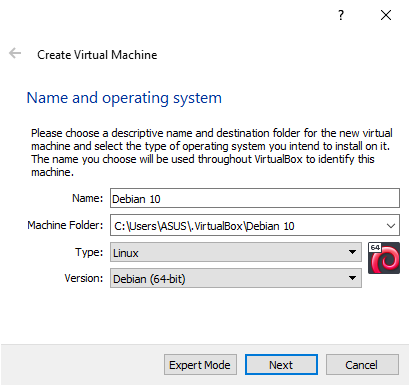 ?
Create Virtual Machine
Name and operating system
Please choose a descriptive name and destination folder for the new virtual
machine and select the type of operating system you intend to install on it.
The name you choose will be used throughout VirtualBox to identify this
machine.
Name: Debian 10
Machine Folder: C:\Users\ASUS\.VirtualBox\Debian 10
Type: Linux
64
Version: Debian (64-bit)
Expert Mode Next Cancel